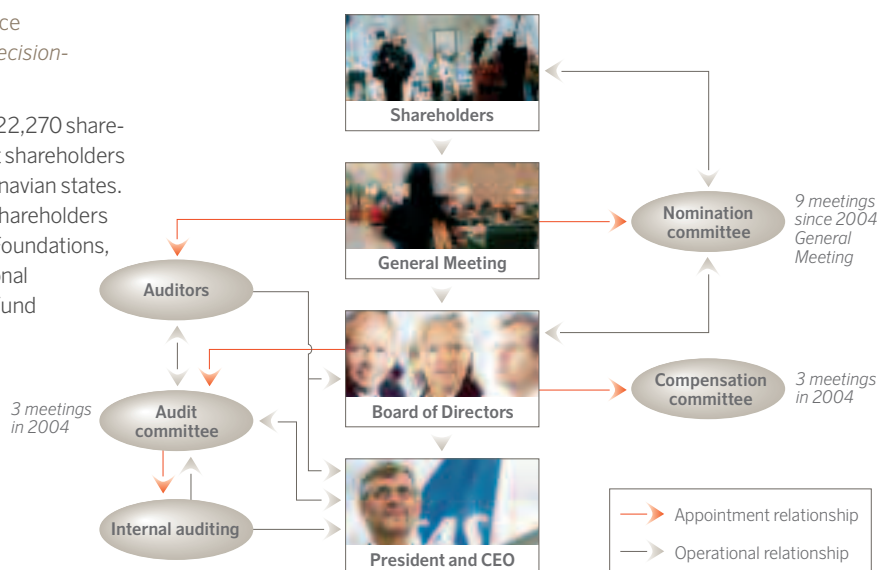 ce
ecision-
22,270 share-
t shareholders
navian states.
shareholders
foundations,
onal
fund
Shareholders
General Meeting
Nomination
committee
9 meetings
since 2004
General
Meeting
Auditors
Board of Directors
Compensation
committee
3 meetings
in 2004
3 meetings
in 2004
Audit
committee
Internal auditing
President and CEO
Appointment relationship
Operational relationship